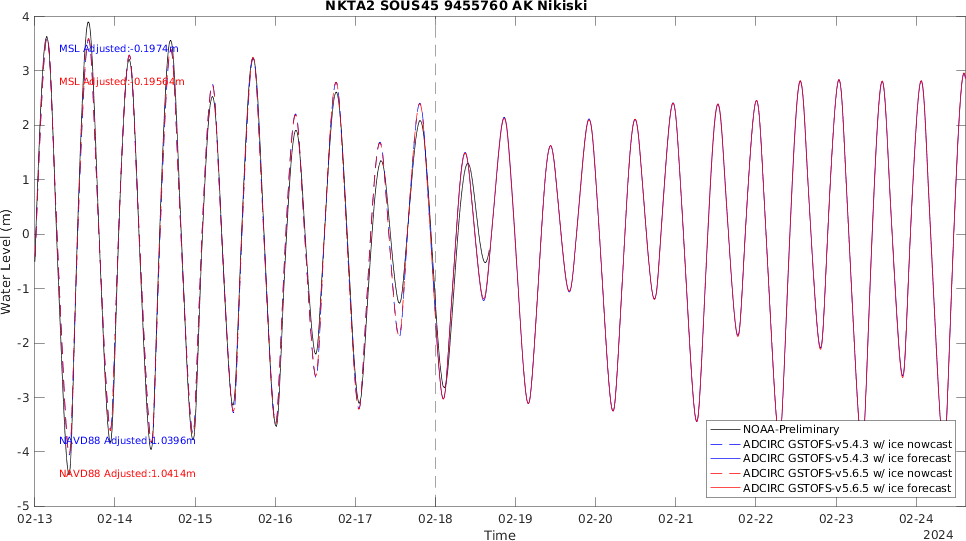 NKTA2 SOUS45 9455760 AK Nikiski
4
3
2
1
0
-1
-2
-3
-4
-5
Water Level (m)
MSL Adjusted:-0.1974m
MSL Adjusted:-0.19564m
NAVD88 Adjusted:1.0396m
NAVD88 Adjusted:1.0414m
NOAA-Preliminary
ADCIRC GSTOFS-v5.4.3 w/ ice nowcast
ADCIRC GSTOFS-v5.4.3 w/ ice forecast
ADCIRC GSTOFS-v5.6.5 w/ ice nowcast
ADCIRC GSTOFS-v5.6.5 w/ ice forecast
02-13 02-14 02-15 02-16 02-17 02-18 02-19 02-20 02-21 02-22 02-23 02-24
Time
2024